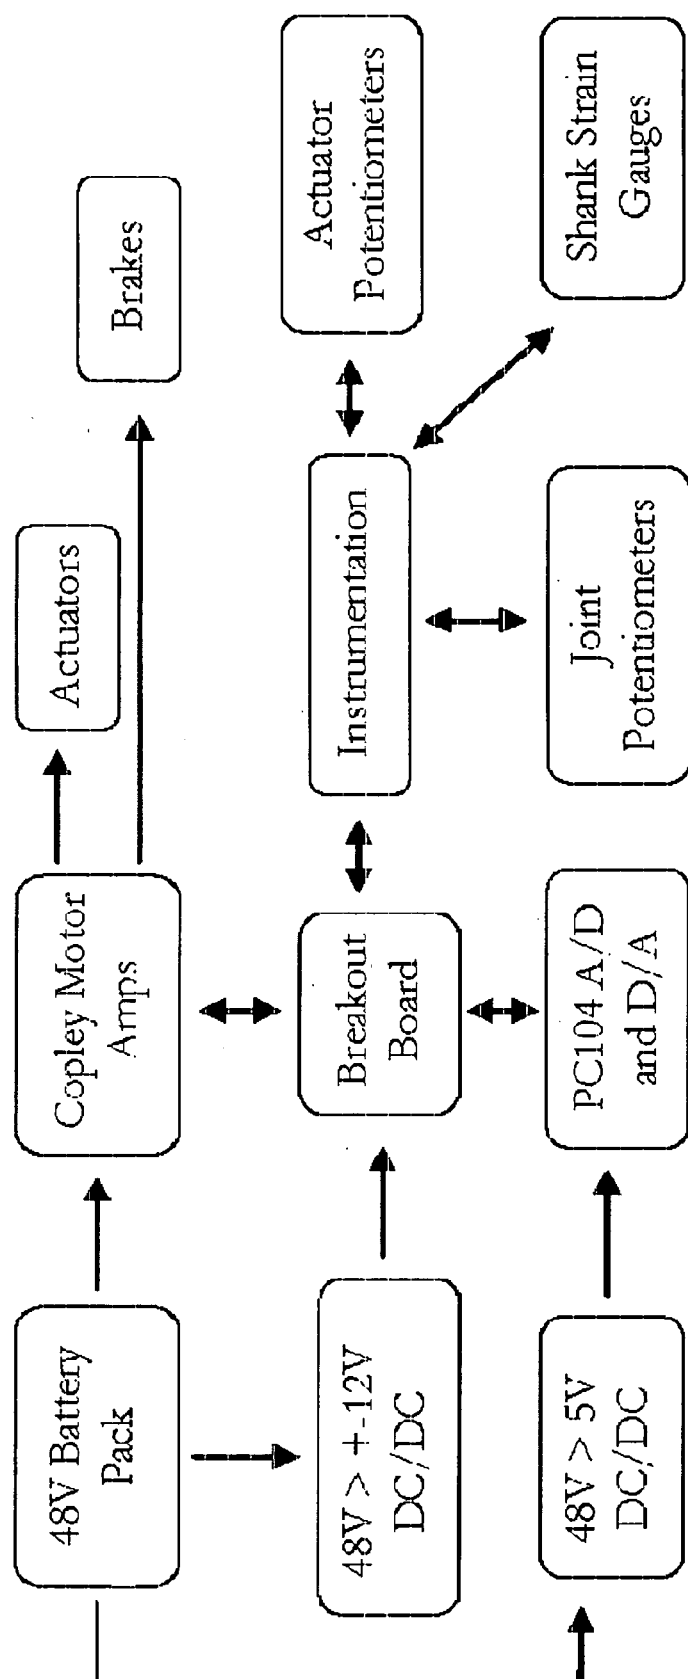 48V Battery
Pack
Copley Motor
Amps
Actuators
Brakes
48V > +-12V
DC/DC
Breakout
Board
Instrumentation
Actuator
Potentiometers
48V > 5V
DC/DC
PC104 A/D
and D/A
Joint
Potentiometers
Shank Strain
Gauges